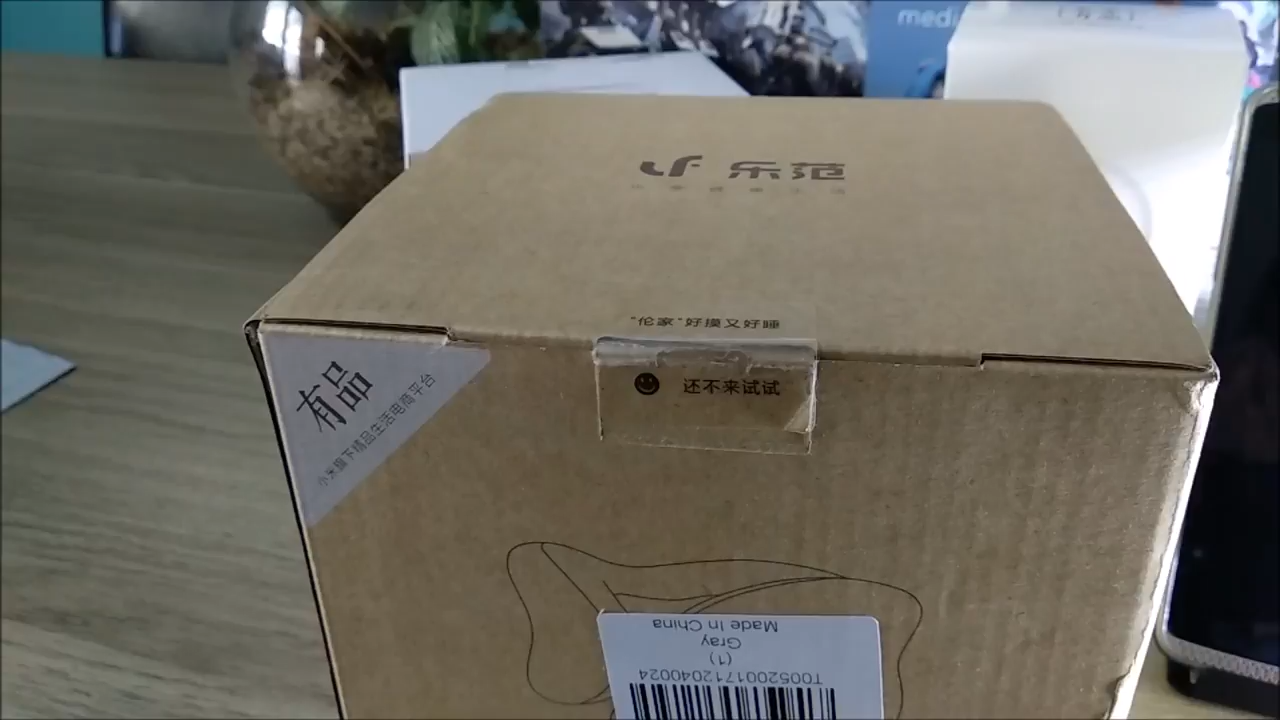 medi
乐范
"伦家"好摸又好睡
还不来试试
有品
小米旗下精品生活电商平台
Made In China
Gray
(1)
T0052001712040024